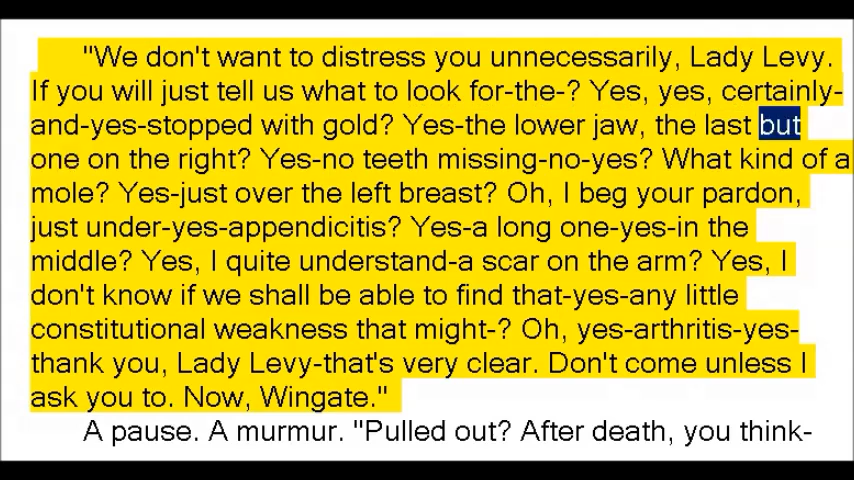 "We don't want to distress you unnecessarily, Lady Levy.
If you will just tell us what to look for-the-? Yes, yes, certainly-
and-yes-stopped with gold? Yes-the lower jaw, the last but
one on the right? Yes-no teeth missing-no-yes? What kind of a
mole? Yes-just over the left breast? Oh, I beg your pardon,
just under-yes-appendicitis? Yes-a long one-yes-in the
middle? Yes, I quite understand-a scar on the arm? Yes, I
don't know if we shall be able to find that-yes-any little
constitutional weakness that might-? Oh, yes-arthritis-yes-
thank you, Lady Levy-that's very clear. Don't come unless I
ask you to. Now, Wingate."
A pause. A murmur. "Pulled out? After death, you think-